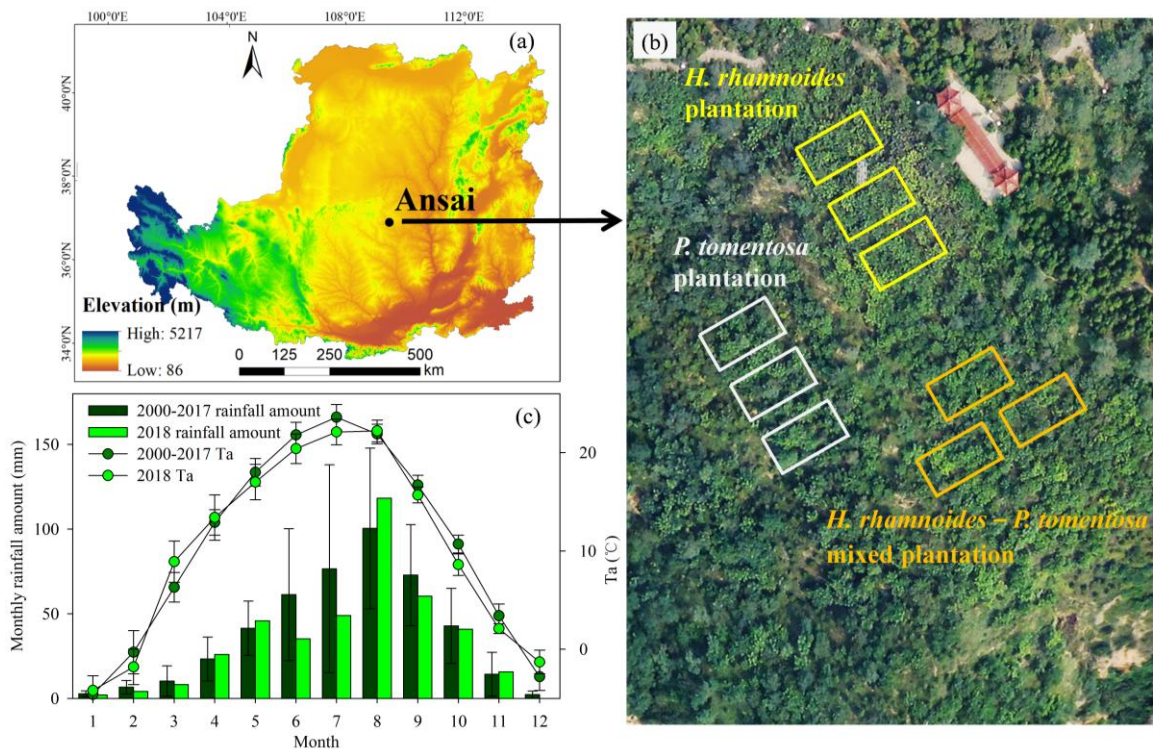 100°0'E 104°0'E 108°0'E 112°0'E
(a)
N
40°0'N
38°0'N
36°0'N
34°0'N
Ansai
Elevation (m)
High: 5217
Low: 86
0 125 250 500
km
(b)
H. rhamnoides
plantation
P. tomentosa
plantation
H. rhamnoides – P. tomentosa
mixed plantation
(c)
2000-2017 rainfall amount
2018 rainfall amount
2000-2017 Ta
2018 Ta
Monthly rainfall amount (mm)
150
100
50
0
Ta (℃)
20
10
0
1 2 3 4 5 6 7 8 9 10 11 12
Month